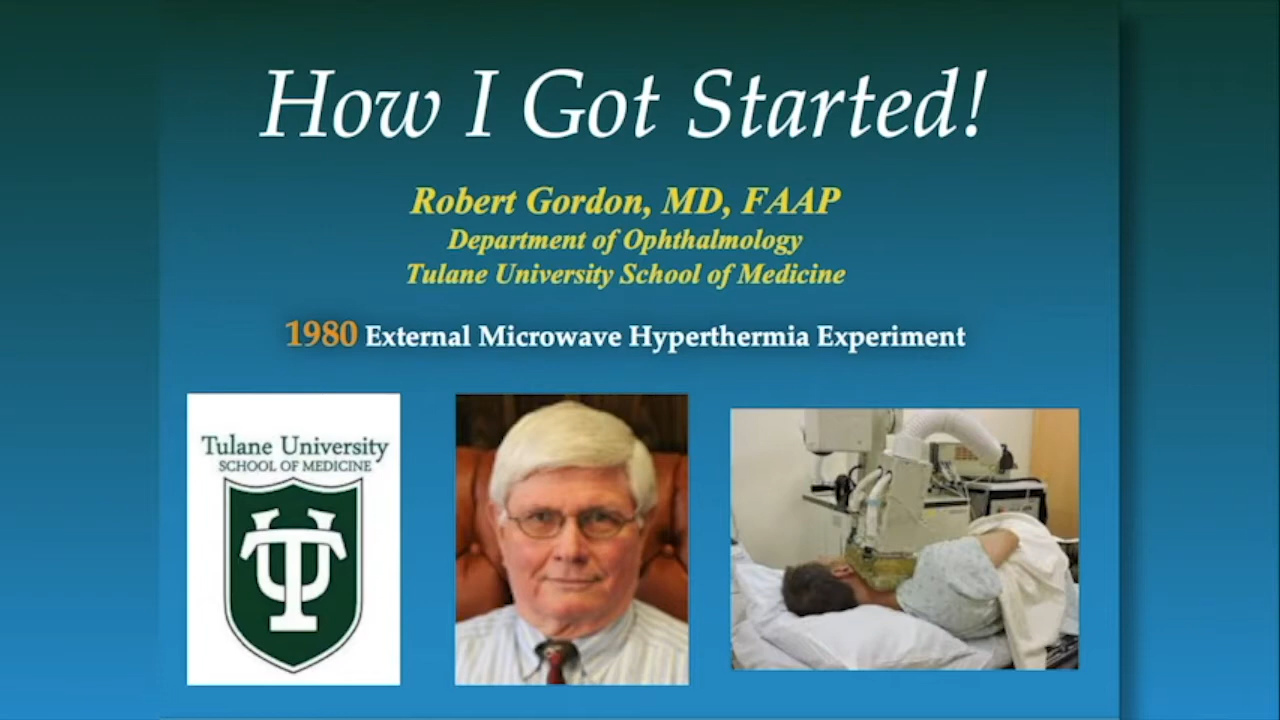 How I Got Started!
Robert Gordon, MD, FAAP
Department of Ophthalmology
Tulane University School of Medicine
1980 External Microwave Hyperthermia Experiment
Tulane University
SCHOOL OF MEDICINE